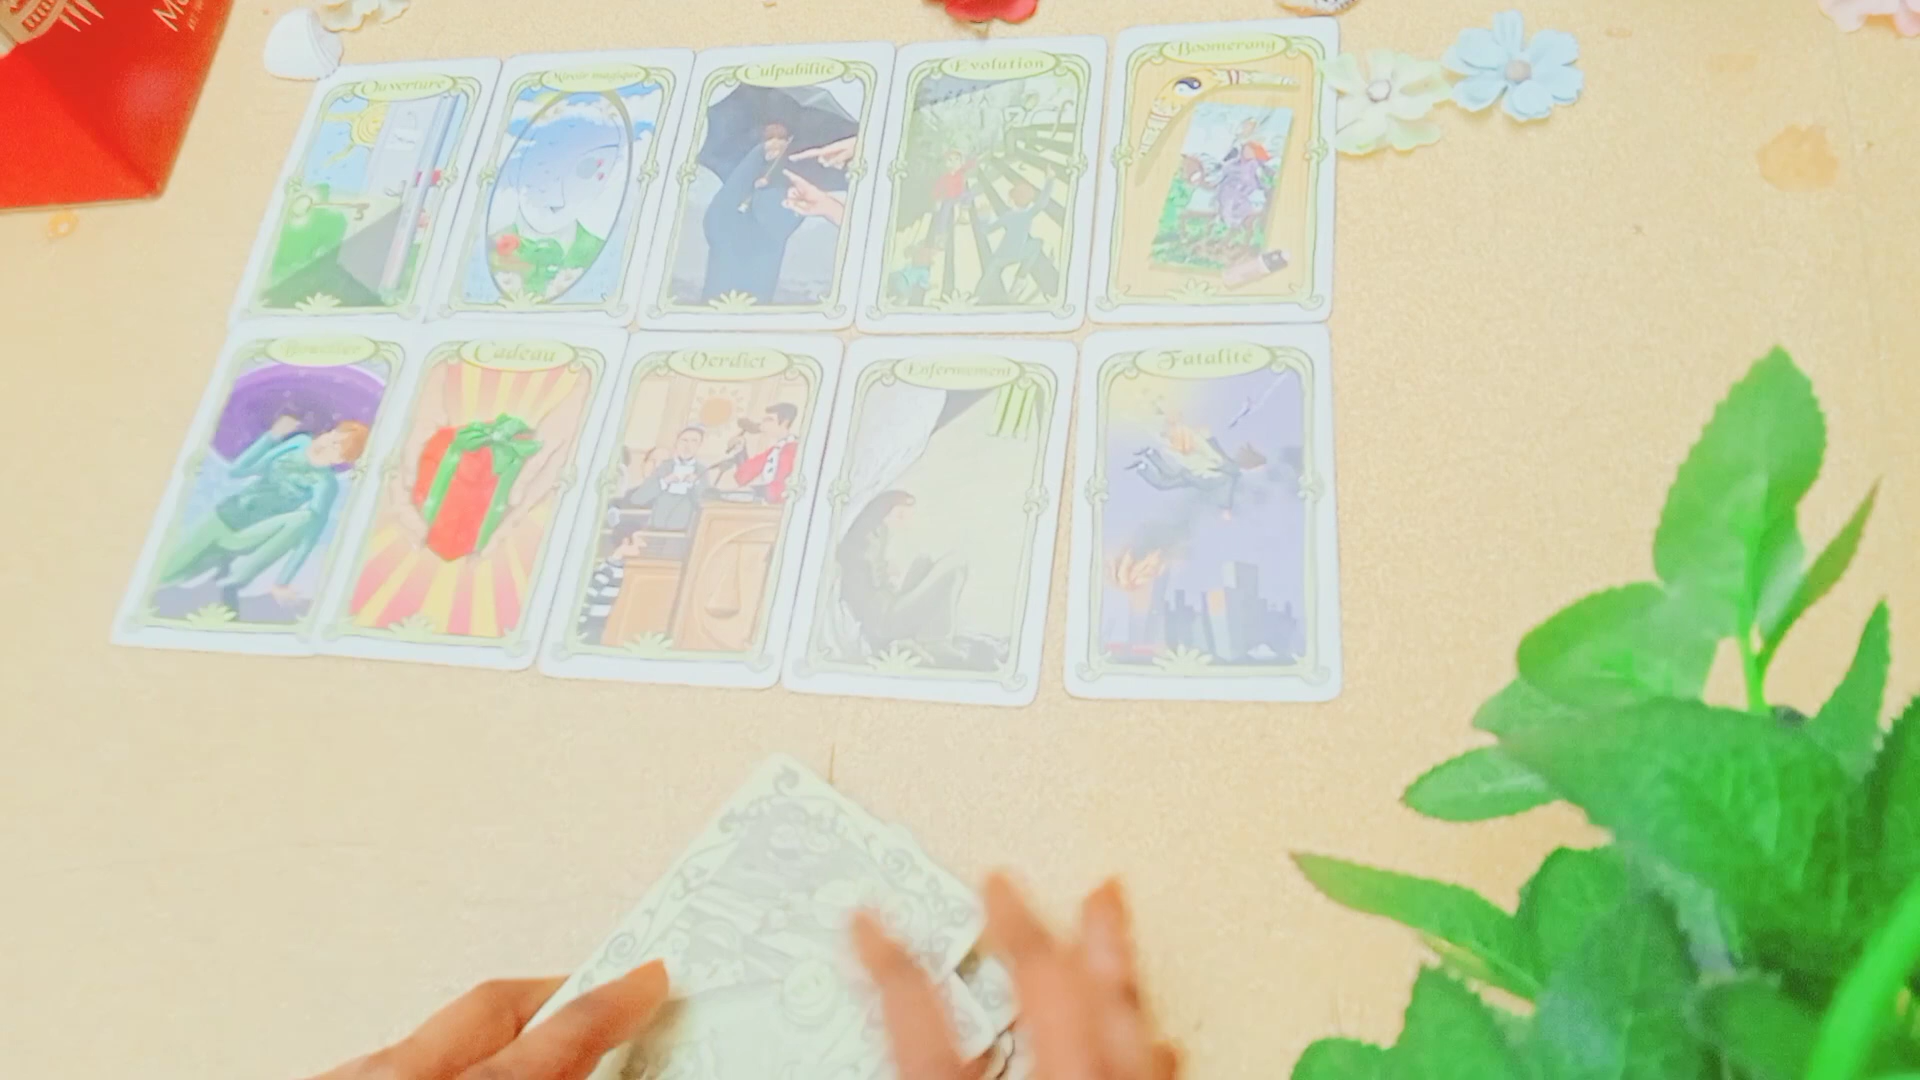 Ouverture
Miroir magique
Culpabilité
Evolution
Boomerang
Cadeau
Verdict
Enfermement
Fatalité